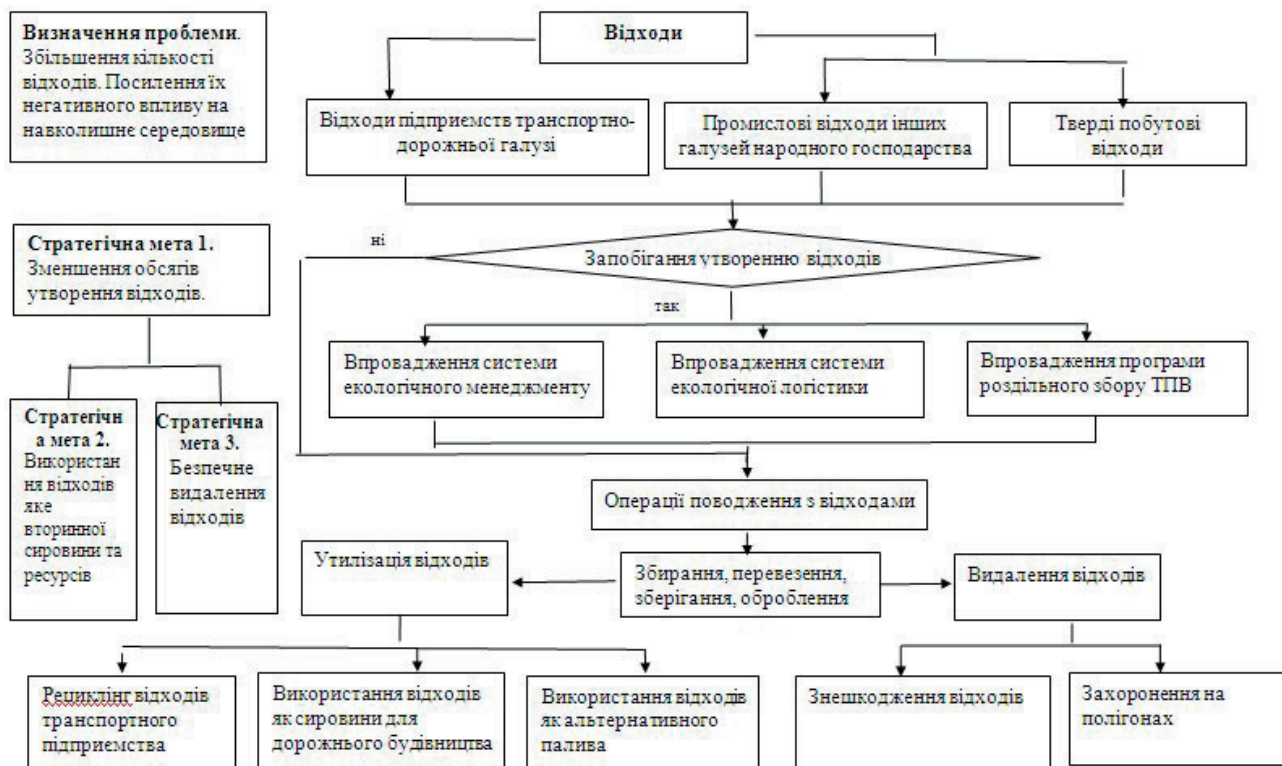 Визначення проблеми.
Збільшення кількості
відходів. Посилення їх
негативного впливу на
навколишнє середовище
Відходи
Відходи підприємств транспортно-
дорожньої галузі
Промислові відходи інших
галузей народного господарства
Тверді побутові
відходи
Стратегічна мета 1.
Зменшення обсягів
утворення відходів.
ні
Запобігання утворенню відходів
так
Впровадження системи
екологічного менеджменту
Впровадження системи
екологічної логістики
Впровадження програми
роздільного збору ТПВ
Стратегічн
а мета 2.
Використан
ня відходів
яке
вторинної
сировини та
ресурсів
Стратегічна
мета 3.
Безпечне
видалення
відходів
Операції поводження з відходами
Утилізація відходів
Збирання, перевезення,
зберігання, оброблення
Видалення відходів
Рециклінг відходів
транспортного
підприємства
Використання відходів
як сировини для
дорожнього будівництва
Використання відходів
як альтернативного
палива
Знешкодження відходів
Захоронення на
полігонах